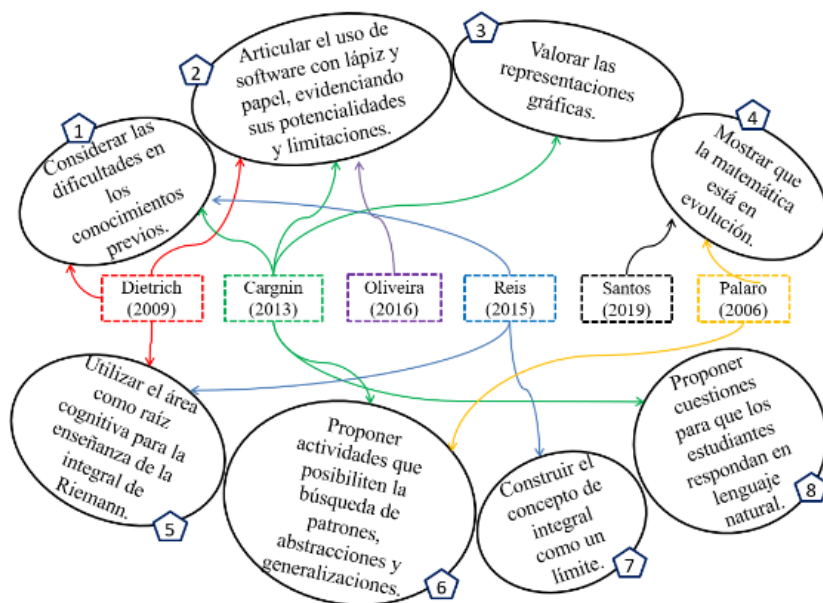 1
Considerar las
dificultades en
los
conocimientos
previos.
2
Articular el uso de
software con lápiz y
papel, evidenciando
sus potencialidades
y limitaciones.
3
Valorar las
representaciones
gráficas.
4
Mostrar que
la matemática
está en
evolución.
Dietrich
(2009)
Cargnin
(2013)
Oliveira
(2016)
Reis
(2015)
Santos
(2019)
Palaro
(2006)
Utilizar el área
como raíz
cognitiva para la
enseñanza de la
integral de
Riemann.
5
Proponer
actividades que
posibiliten la
búsqueda de
patrones,
abstracciones y
generalizaciones.
6
Construir el
concepto de
integral
como un
límite.
7
Proponer
cuestiones
para que los
estudiantes
respondan en
lenguaje
natural.
8